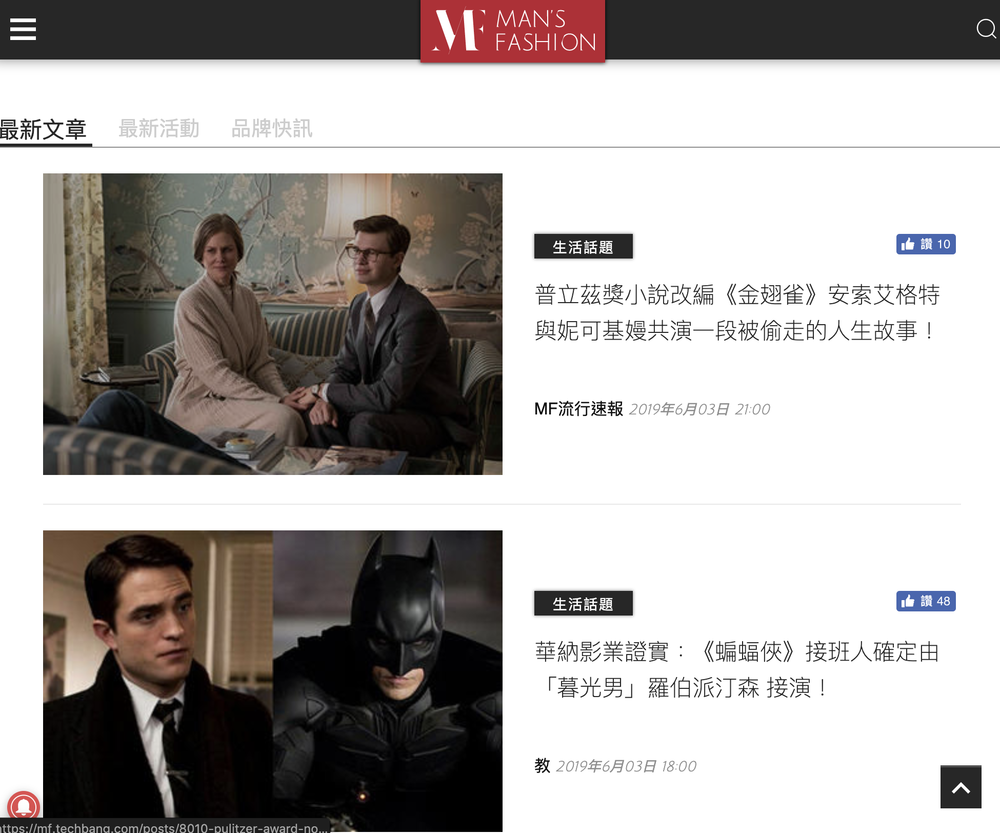 MF MAN'S
FASHION
最新文章 最新活動 品牌快訊
生活話題
讚 10
普立茲獎小說改編《金翅雀》安索艾格特
與妮可基嫚共演一段被偷走的人生故事！
MF流行速報 2019年6月03日 21:00
生活話題
讚 48
華納影業證實：《蝙蝠俠》接班人確定由
「暮光男」羅伯派汀森 接演！
教 2019年6月03日 18:00
https://mf.techbang.com/posts/8010-pulitzer-award-no...